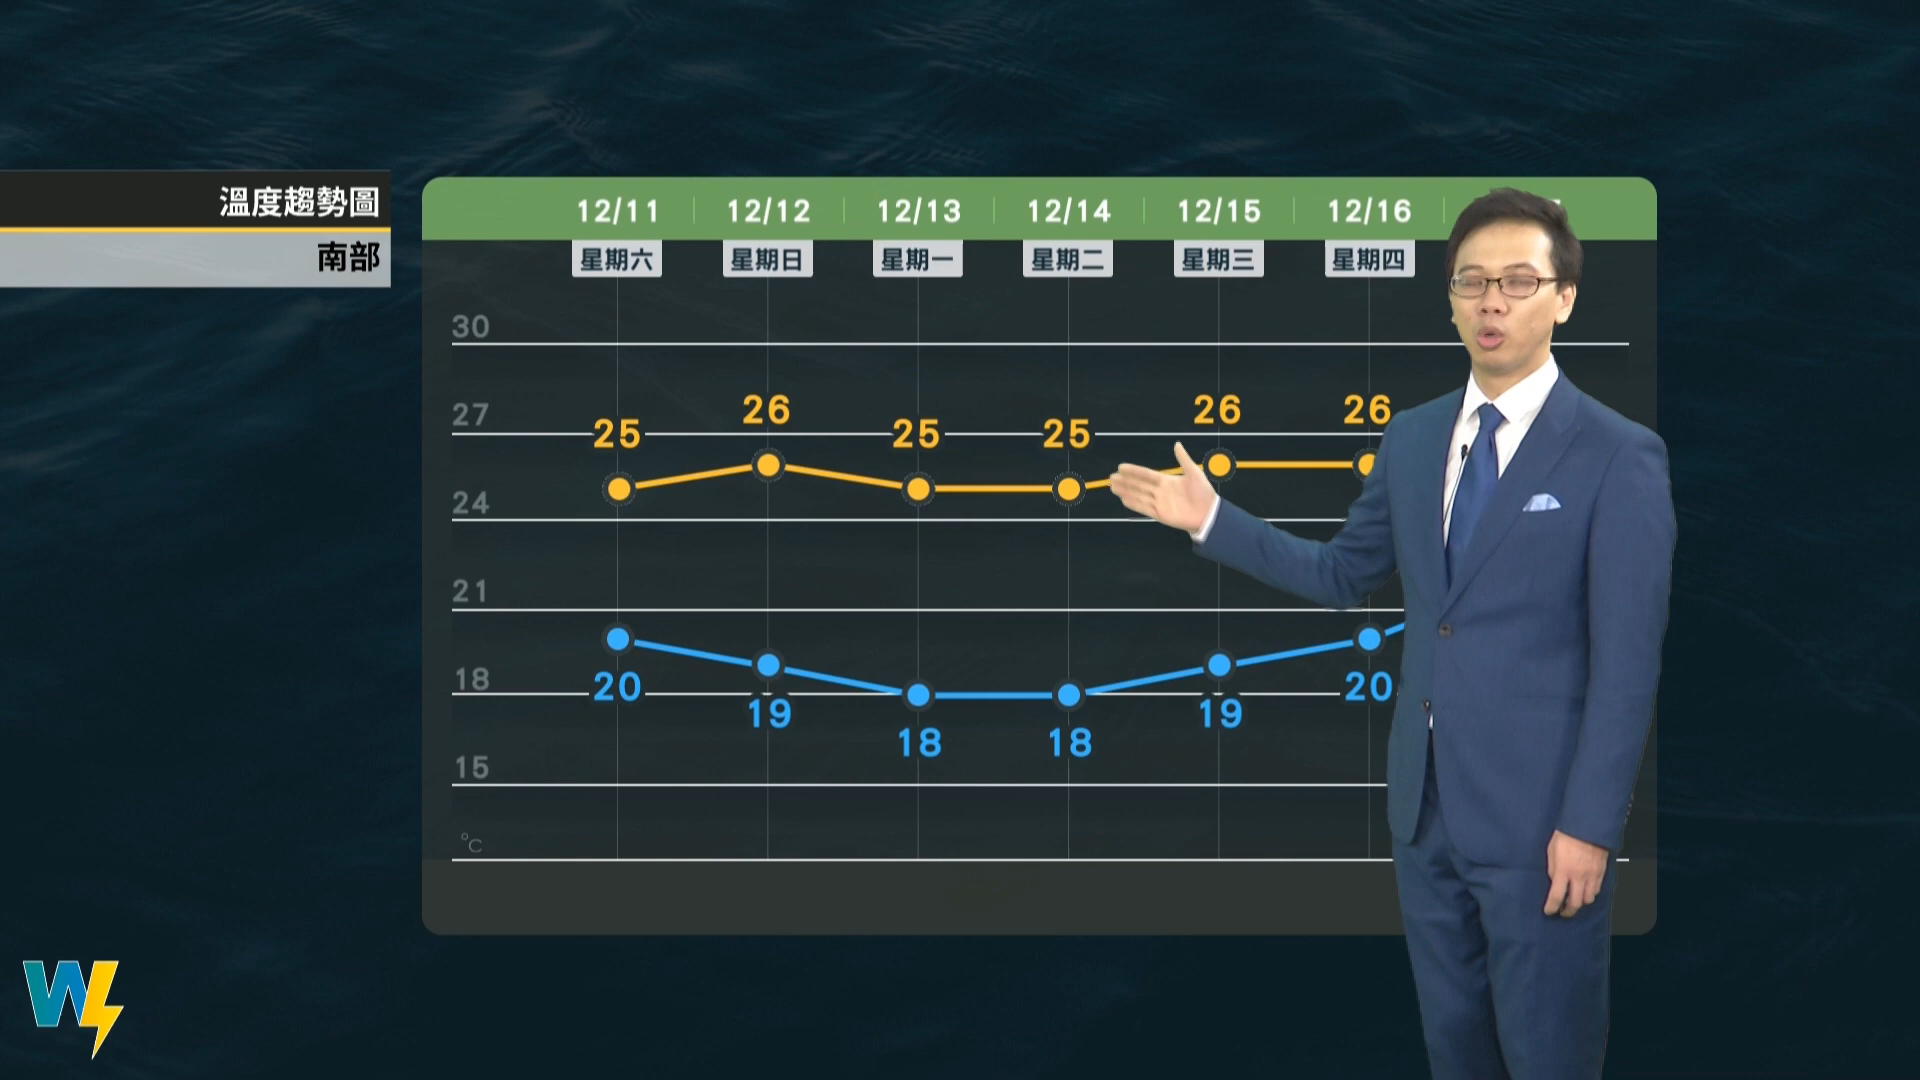 溫度趨勢圖
南部
12/11 12/12 12/13 12/14 12/15 12/16
星期六 星期日 星期一 星期二 星期三 星期四
30
27
24
21
18
15
°C
25 26 25 25 26 26
20 19 18 18 19 20
W